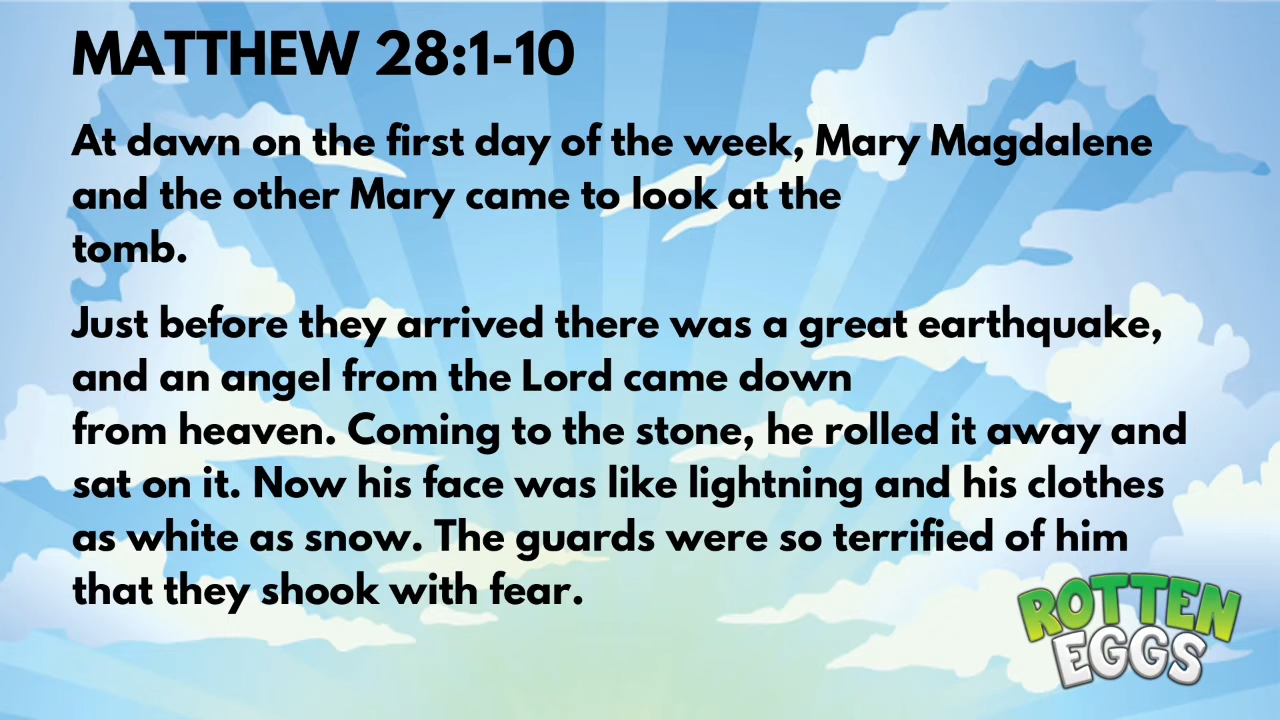 MATTHEW 28:1-10
At dawn on the first day of the week, Mary Magdalene
and the other Mary came to look at the
tomb.
Just before they arrived there was a great earthquake,
and an angel from the Lord came down
from heaven. Coming to the stone, he rolled it away and
sat on it. Now his face was like lightning and his clothes
as white as snow. The guards were so terrified of him
that they shook with fear.
ROTTEN
EGGS